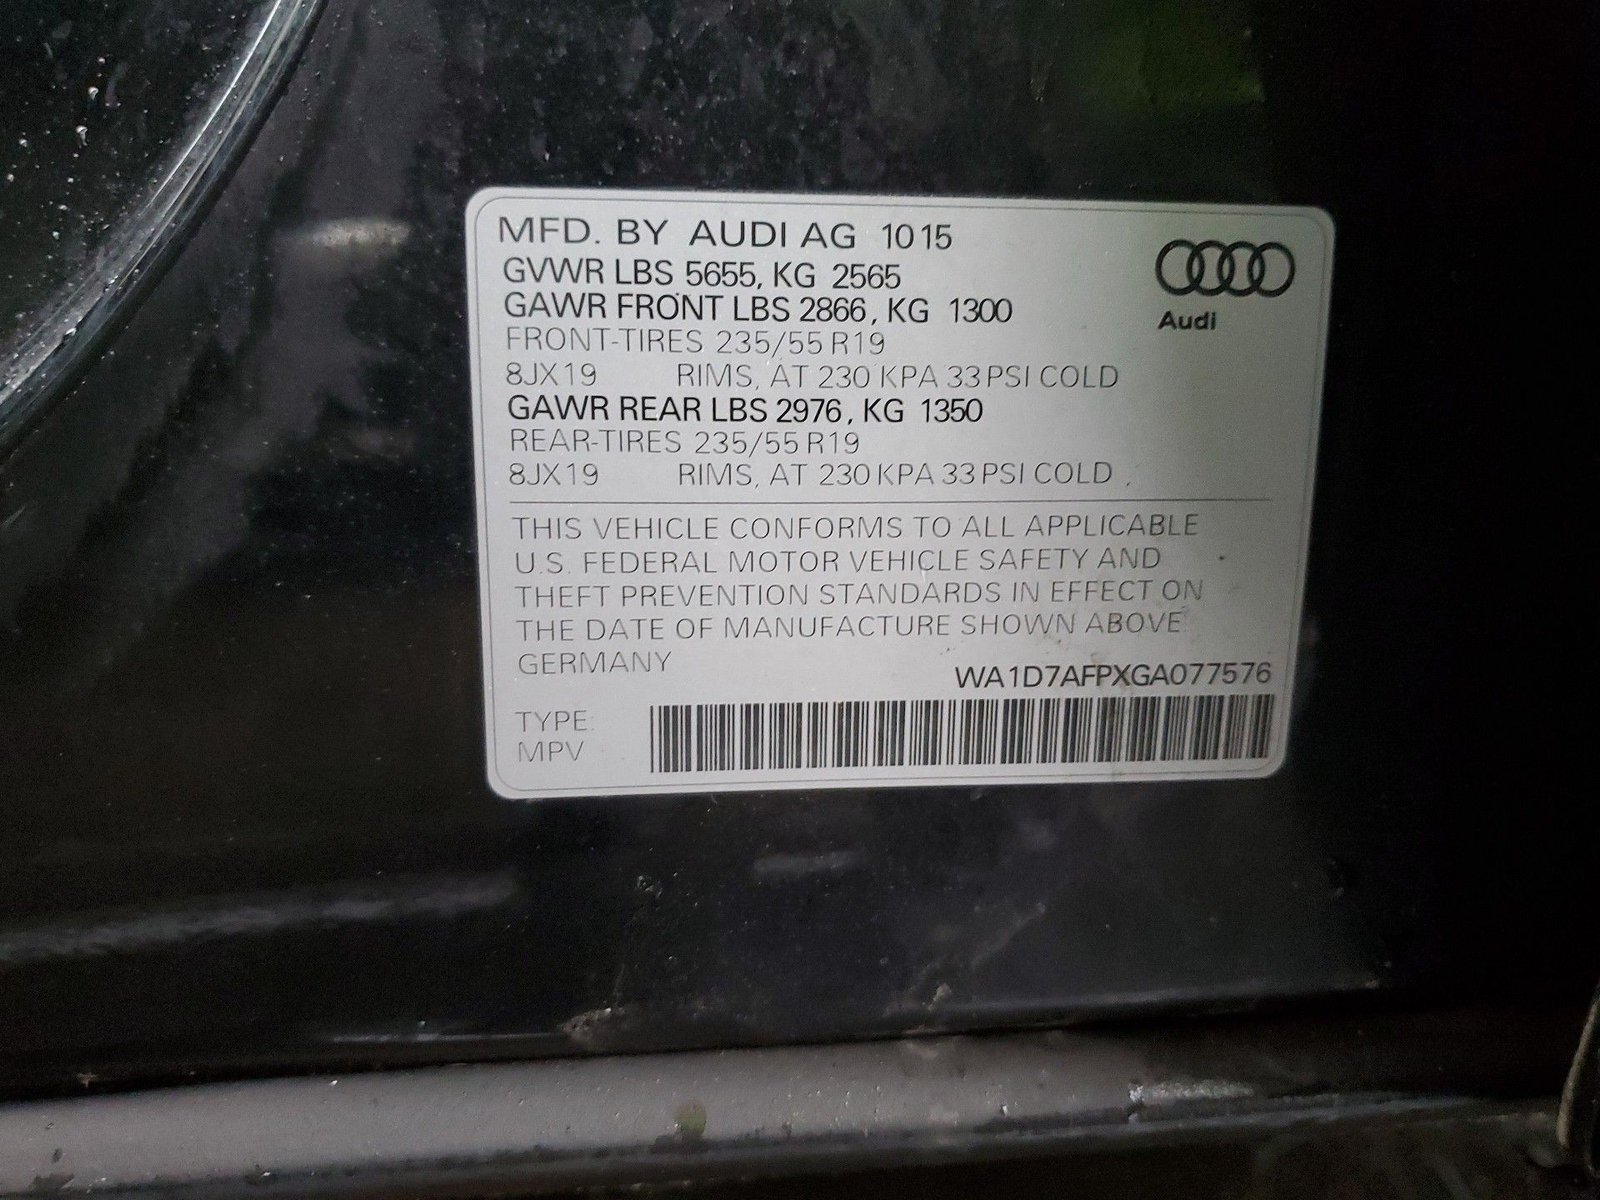 MFD. BY AUDI AG 1015
GVWR LBS 5655, KG 2565
GAWR FRONT LBS 2866, KG 1300
Audi
FRONT-TIRES 235/55 R19
8JX19 RIMS, AT 230 KPA 33 PSI COLD
GAWR REAR LBS 2976, KG 1350
REAR-TIRES 235/55 R19
8JX19 RIMS, AT 230 KPA 33 PSI COLD
THIS VEHICLE CONFORMS TO ALL APPLICABLE
U.S. FEDERAL MOTOR VEHICLE SAFETY AND
THEFT PREVENTION STANDARDS IN EFFECT ON
THE DATE OF MANUFACTURE SHOWN ABOVE
GERMANY
WA1D7AFPXGA077576
TYPE:
MPV